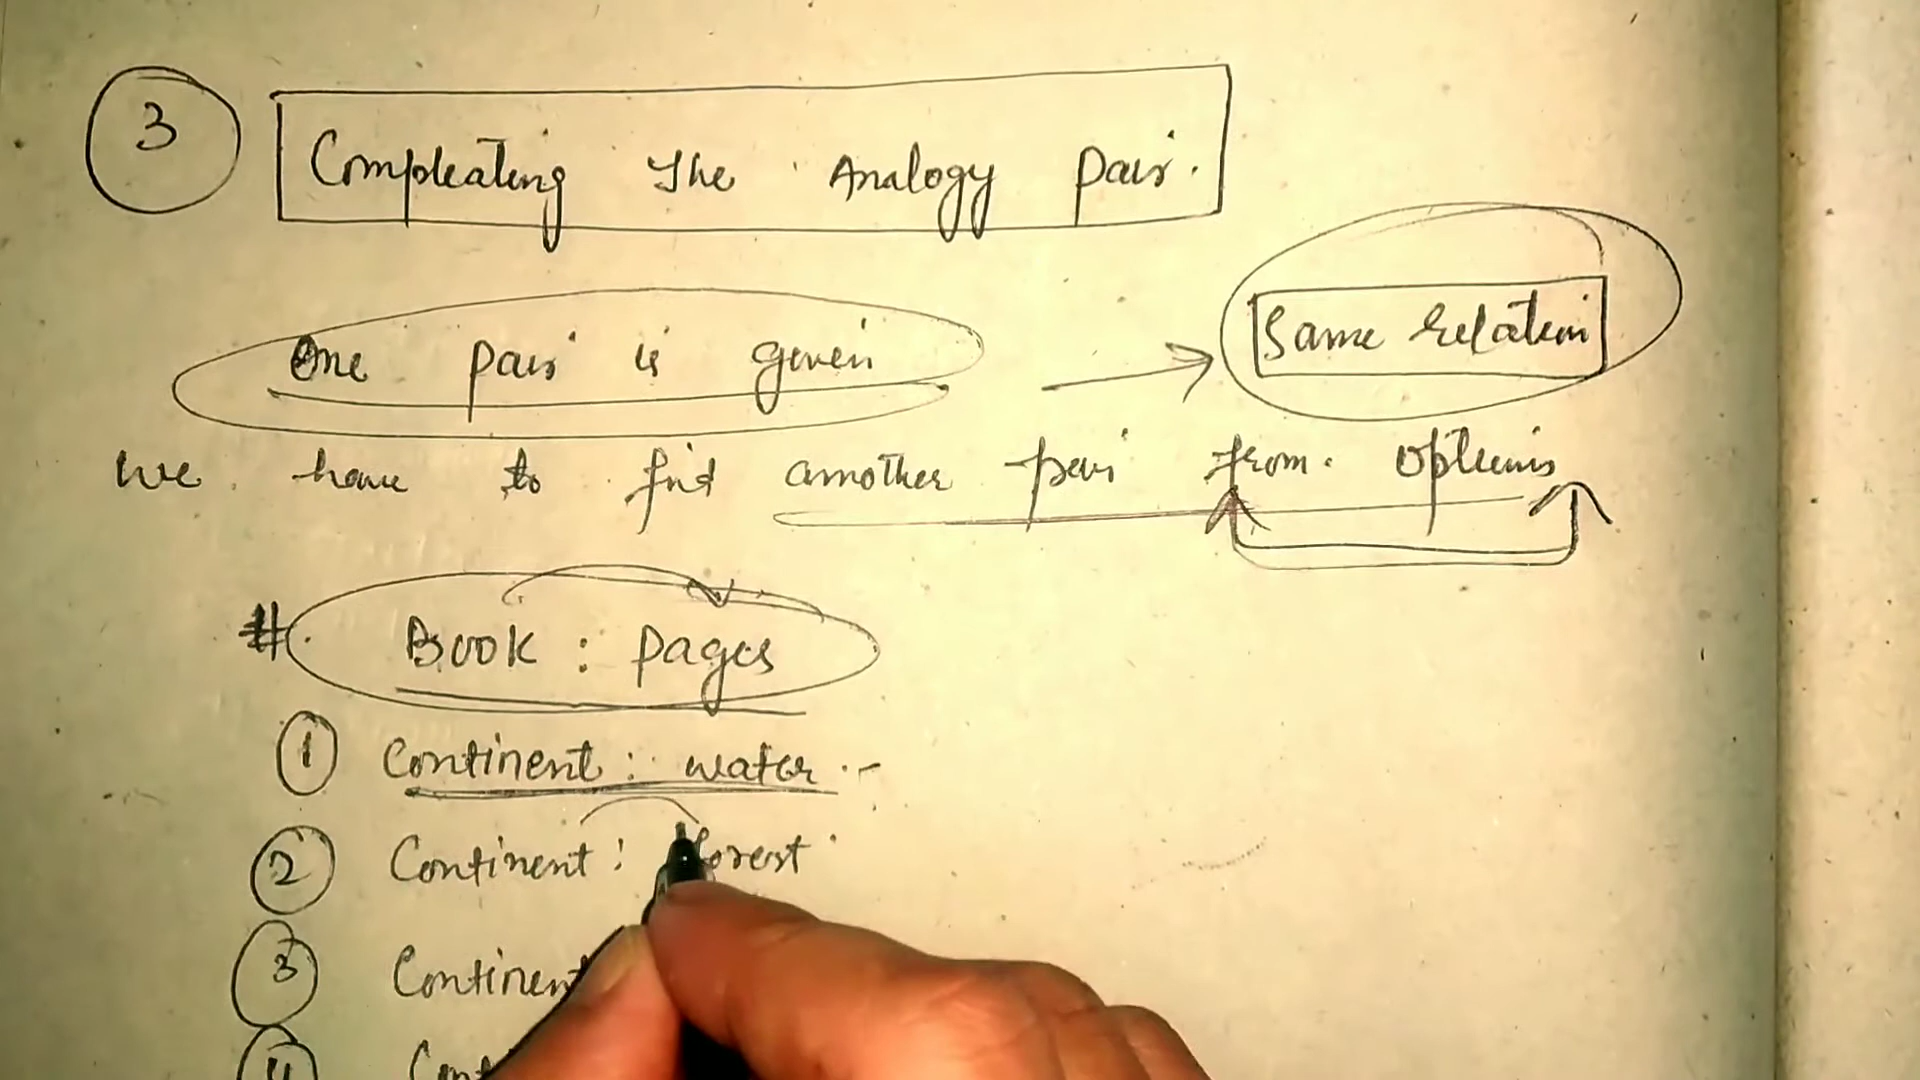 3 Compleating The Analogy pair.
One pair is given → Same relation
we have to find another pair from options
# Book : pages
1 Continent : water
2 Continent : forest
3 Continent
4